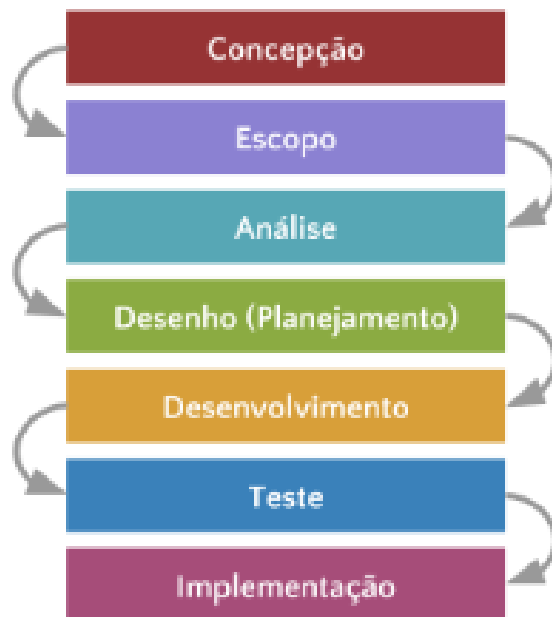 Concepção
Escopo
Análise
Desenho (Planejamento)
Desenvolvimento
Teste
Implementação